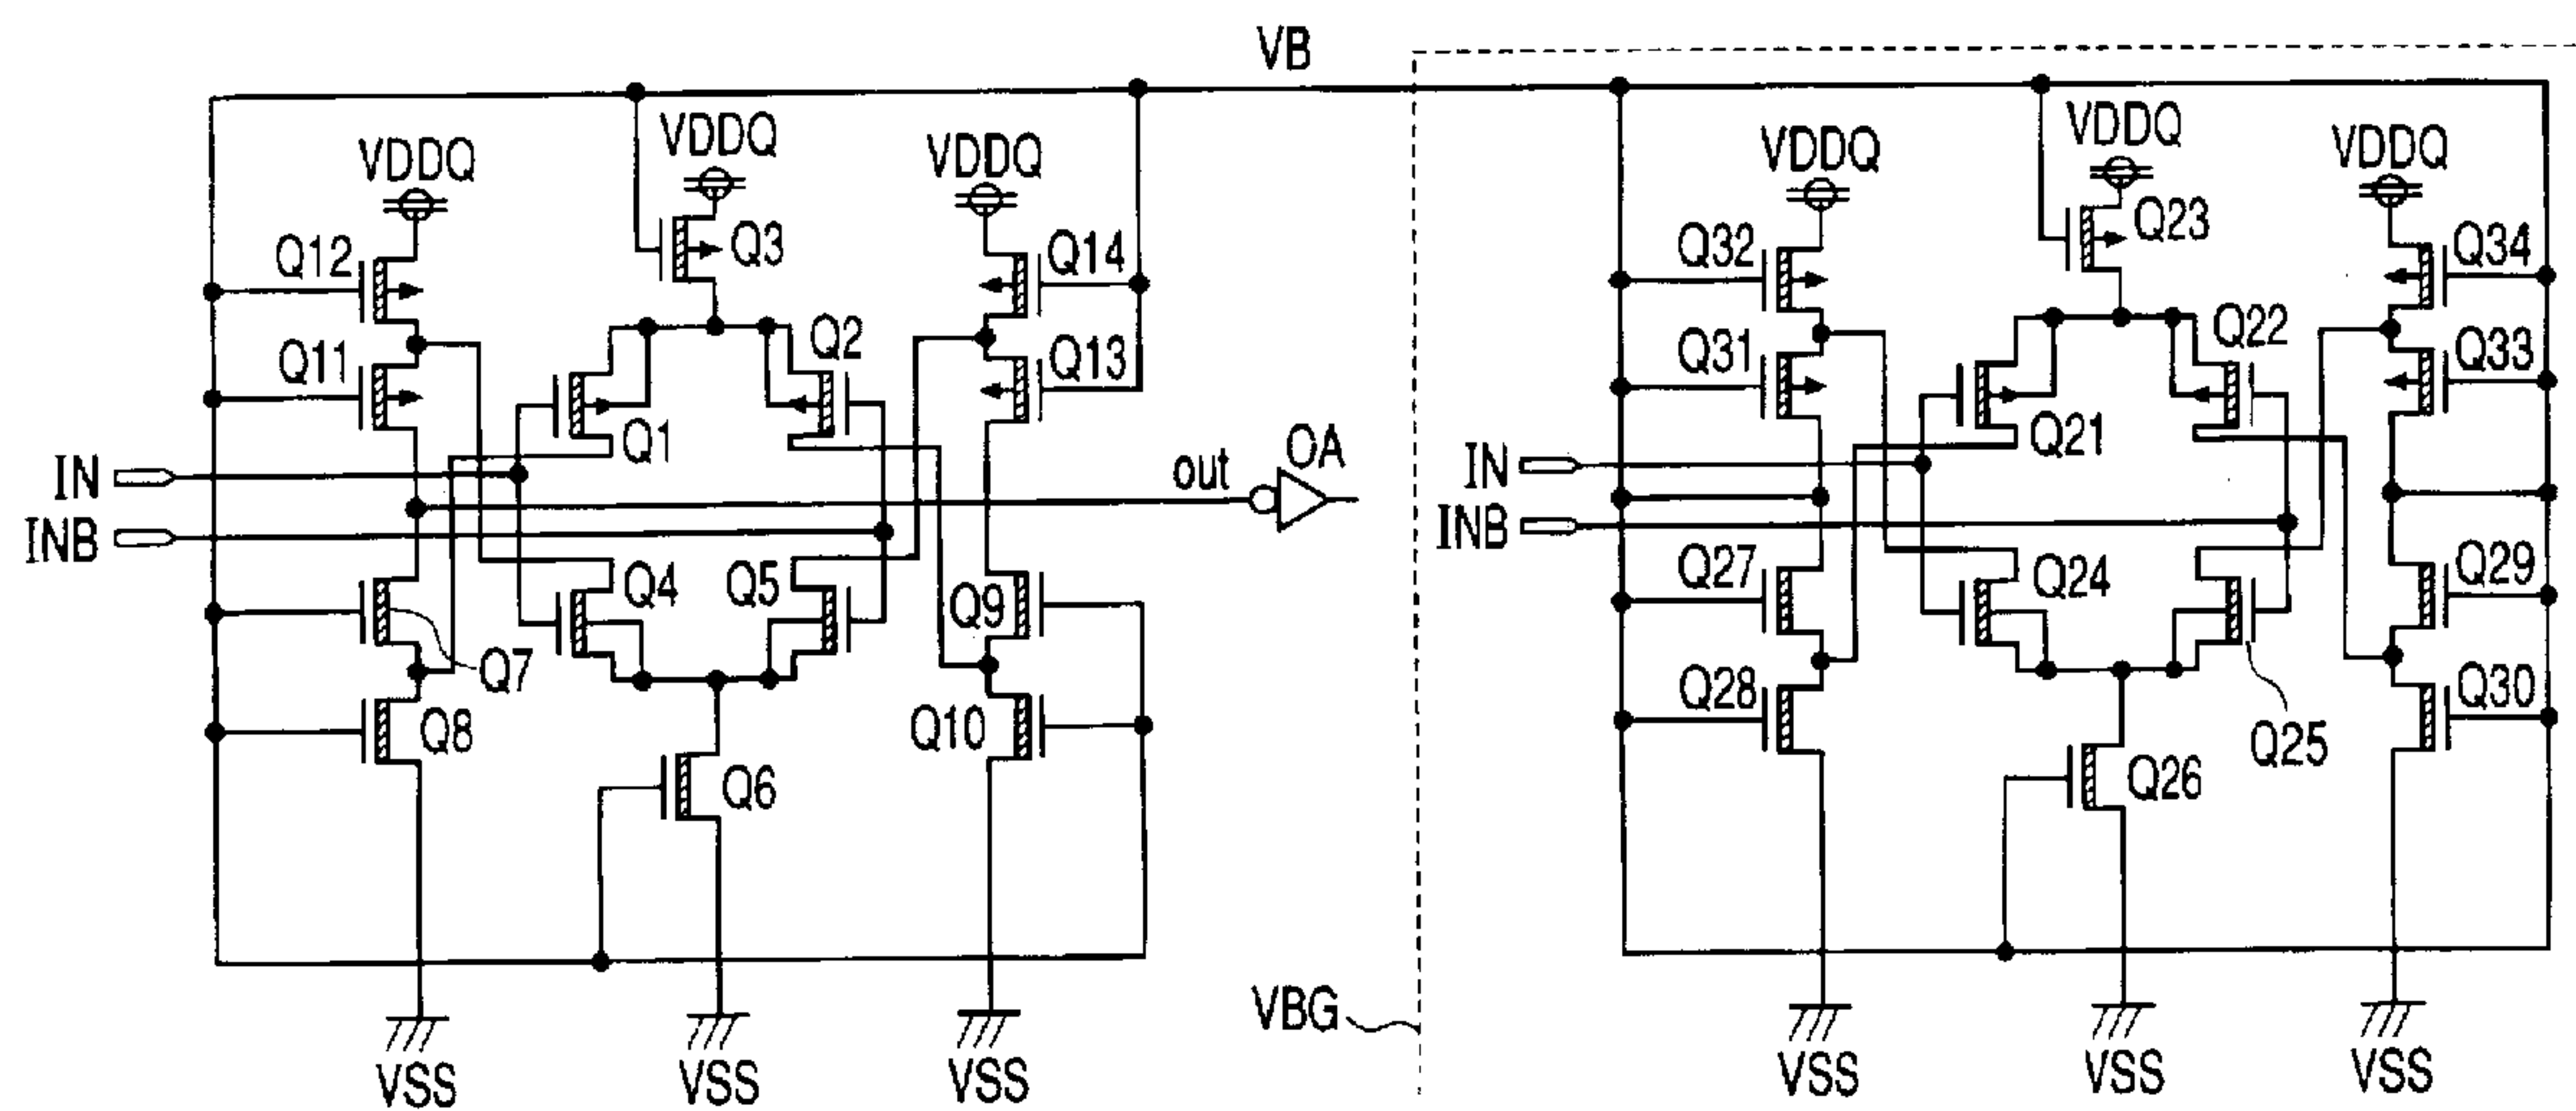 VB
VDDQ
VDDQ
VDDQ
Q12
Q3
Q14
Q11
Q2
Q13
Q1
IN
out
OA
INB
Q4
Q5
Q9
Q7
Q8
Q10
Q6
VSS
VSS
VSS
VBG
VDDQ
VDDQ
VDDQ
Q32
Q23
Q34
Q31
Q22
Q33
Q21
IN
INB
Q27
Q24
Q29
Q28
Q30
Q25
Q26
VSS
VSS
VSS